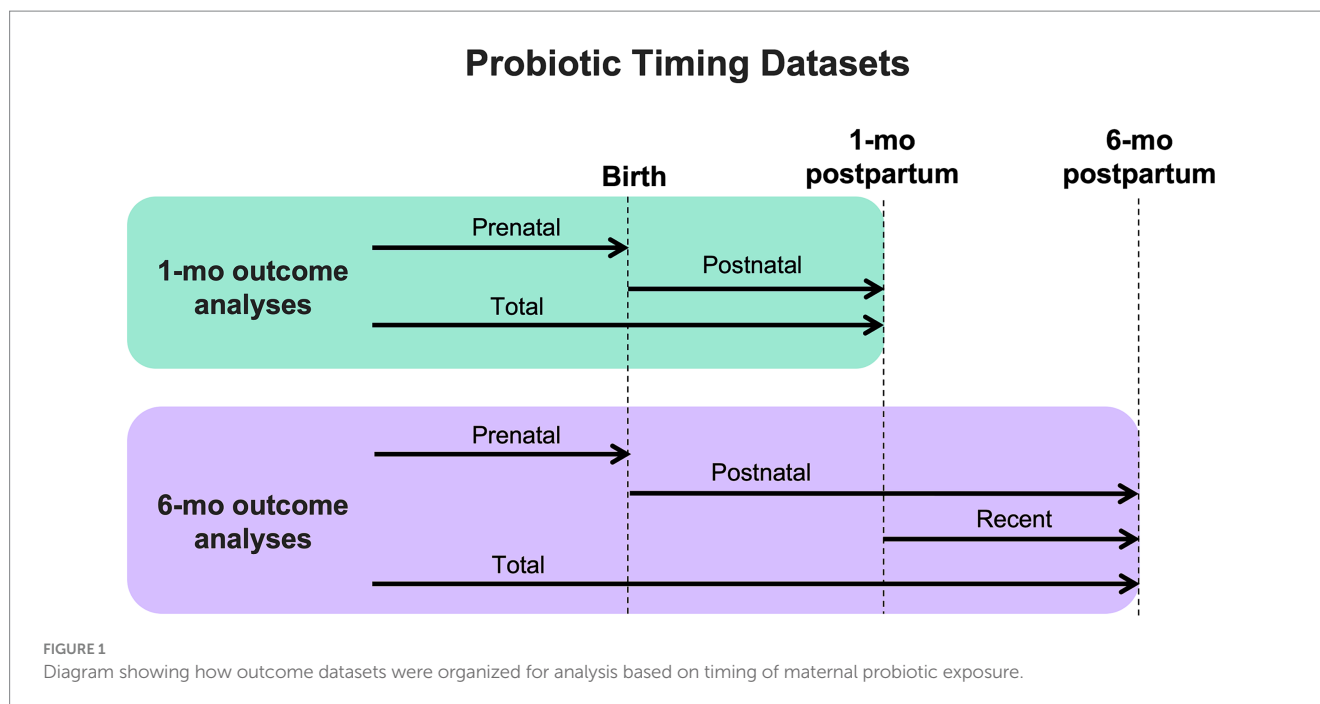 Probiotic Timing Datasets
Birth
1-mo
postpartum
6-mo
postpartum
1-mo outcome
analyses
Prenatal
Postnatal
Total
6-mo outcome
analyses
Prenatal
Postnatal
Recent
Total
FIGURE 1
Diagram showing how outcome datasets were organized for analysis based on timing of maternal probiotic exposure.